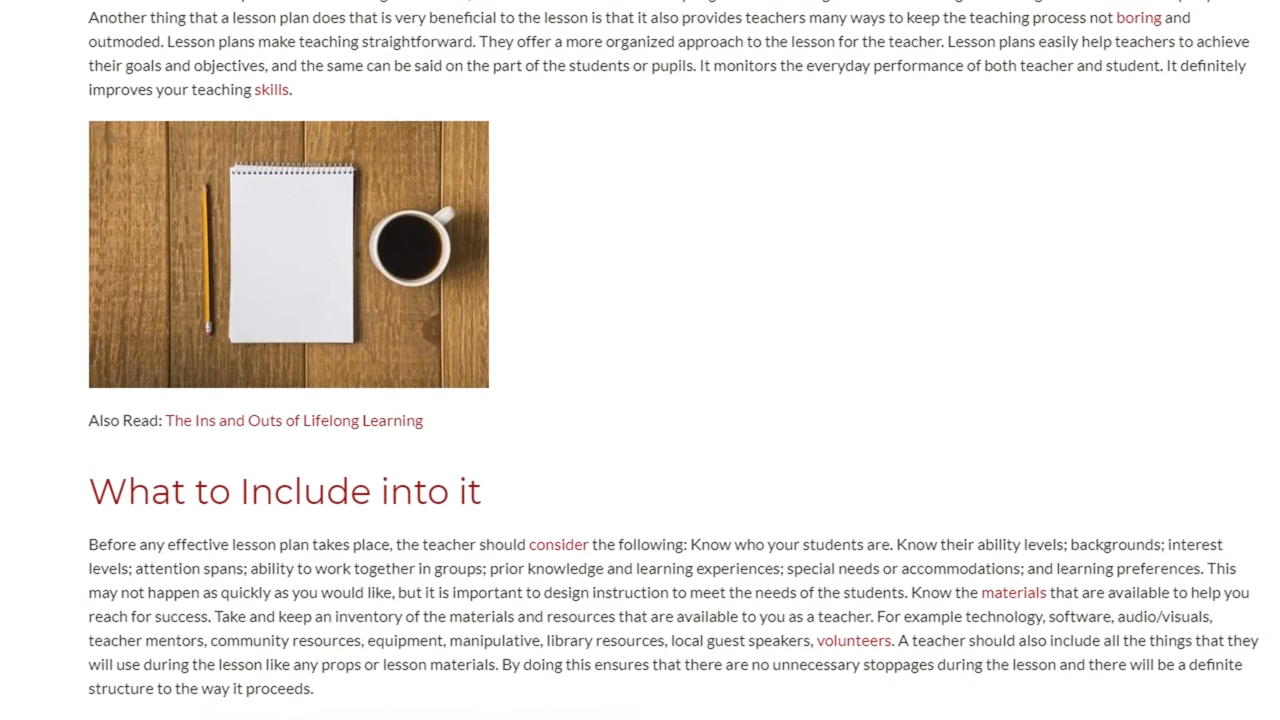 Another thing that a lesson plan does that is very beneficial to the lesson is that it also provides teachers many ways to keep the teaching process not boring and
outmoded. Lesson plans make teaching straightforward. They offer a more organized approach to the lesson for the teacher. Lesson plans easily help teachers to achieve
their goals and objectives, and the same can be said on the part of the students or pupils. It monitors the everyday performance of both teacher and student. It definitely
improves your teaching skills.
Also Read: The Ins and Outs of Lifelong Learning
What to Include into it
Before any effective lesson plan takes place, the teacher should consider the following: Know who your students are. Know their ability levels; backgrounds; interest
levels; attention spans; ability to work together in groups; prior knowledge and learning experiences; special needs or accommodations; and learning preferences. This
may not happen as quickly as you would like, but it is important to design instruction to meet the needs of the students. Know the materials that are available to help you
reach for success. Take and keep an inventory of the materials and resources that are available to you as a teacher. For example technology, software, audio/visuals,
teacher mentors, community resources, equipment, manipulative, library resources, local guest speakers, volunteers. A teacher should also include all the things that they
will use during the lesson like any props or lesson materials. By doing this ensures that there are no unnecessary stoppages during the lesson and there will be a definite
structure to the way it proceeds.